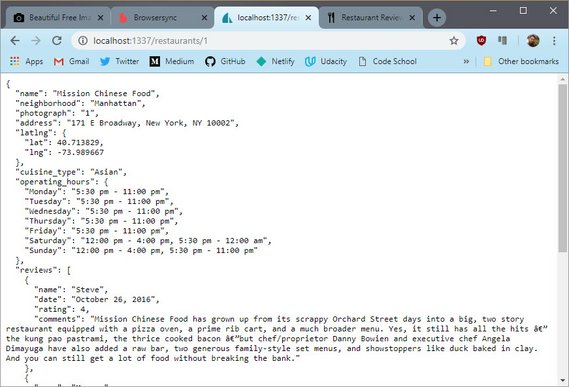 Beautiful Free Ima
Browsersync
localhost:1337/res
Restaurant Review
localhost:1337/restaurants/1
Apps
Gmail
Twitter
Medium
GitHub
Netlify
Udacity
Code School
»
Other bookmarks
{
"name": "Mission Chinese Food",
"neighborhood": "Manhattan",
"photograph": "1",
"address": "171 E Broadway, New York, NY 10002",
"latlng": {
"lat": 40.713829,
"lng": -73.989667
},
"cuisine_type": "Asian",
"operating_hours": {
"Monday": "5:30 pm - 11:00 pm",
"Tuesday": "5:30 pm - 11:00 pm",
"Wednesday": "5:30 pm - 11:00 pm",
"Thursday": "5:30 pm - 11:00 pm",
"Friday": "5:30 pm - 11:00 pm",
"Saturday": "12:00 pm - 4:00 pm, 5:30 pm - 12:00 am",
"Sunday": "12:00 pm - 4:00 pm, 5:30 pm - 11:00 pm"
},
"reviews": [
{
"name": "Steve",
"date": "October 26, 2016",
"rating": 4,
"comments": "Mission Chinese Food has grown up from its scrappy Orchard Street days into a big, two story
restaurant equipped with a pizza oven, a prime rib cart, and a much broader menu. Yes, it still has all the hits â€"
the kung pao pastrami, the thrice cooked bacon â€"but chef/proprietor Danny Bowien and executive chef Angela
Dimayuga have also added a raw bar, two generous family-style set menus, and showstoppers like duck baked in clay.
And you can still get a lot of food without breaking the bank."
},
{